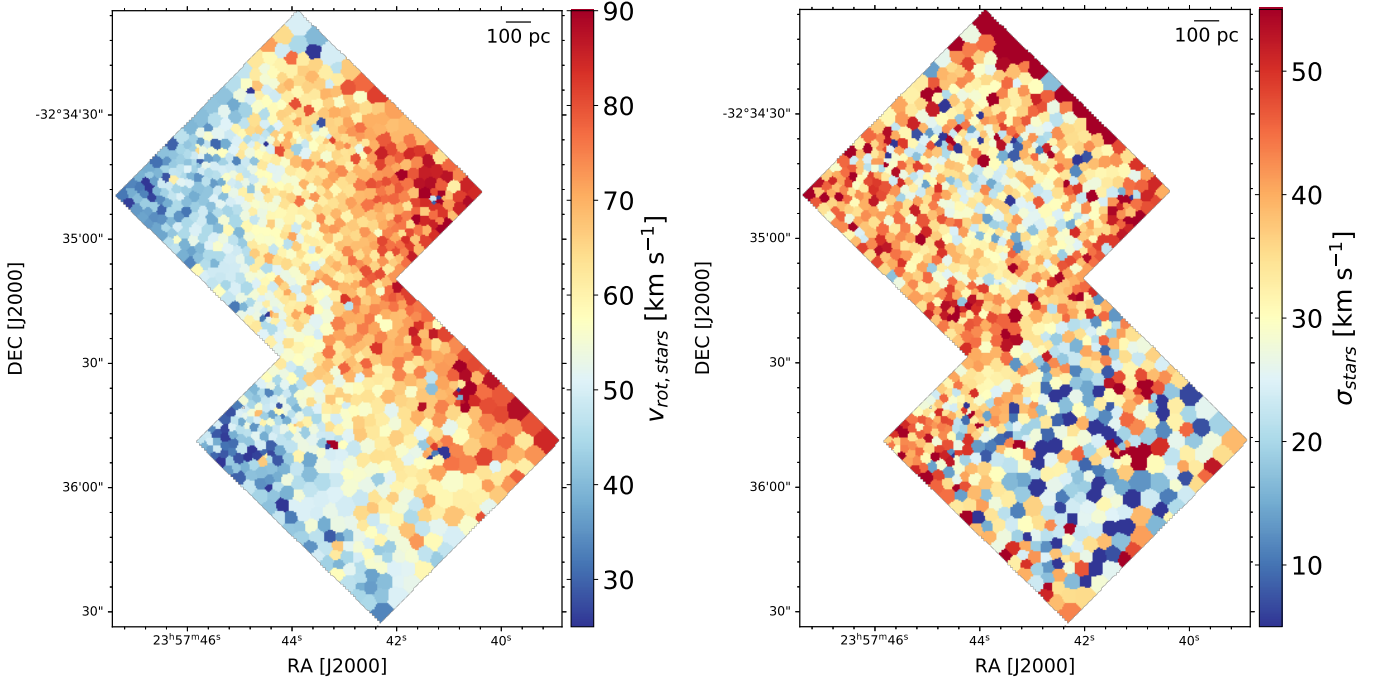 100 pc
-32°34'30"
35'00"
30"
36'00"
30"
DEC [J2000]
23ʰ57ᵐ46ˢ
44ˢ
42ˢ
40ˢ
RA [J2000]
90
80
70
60
50
40
30
v_rot, stars [km s⁻¹]
100 pc
-32°34'30"
35'00"
30"
36'00"
30"
DEC [J2000]
23ʰ57ᵐ46ˢ
44ˢ
42ˢ
40ˢ
RA [J2000]
50
40
30
20
10
σ_stars [km s⁻¹]